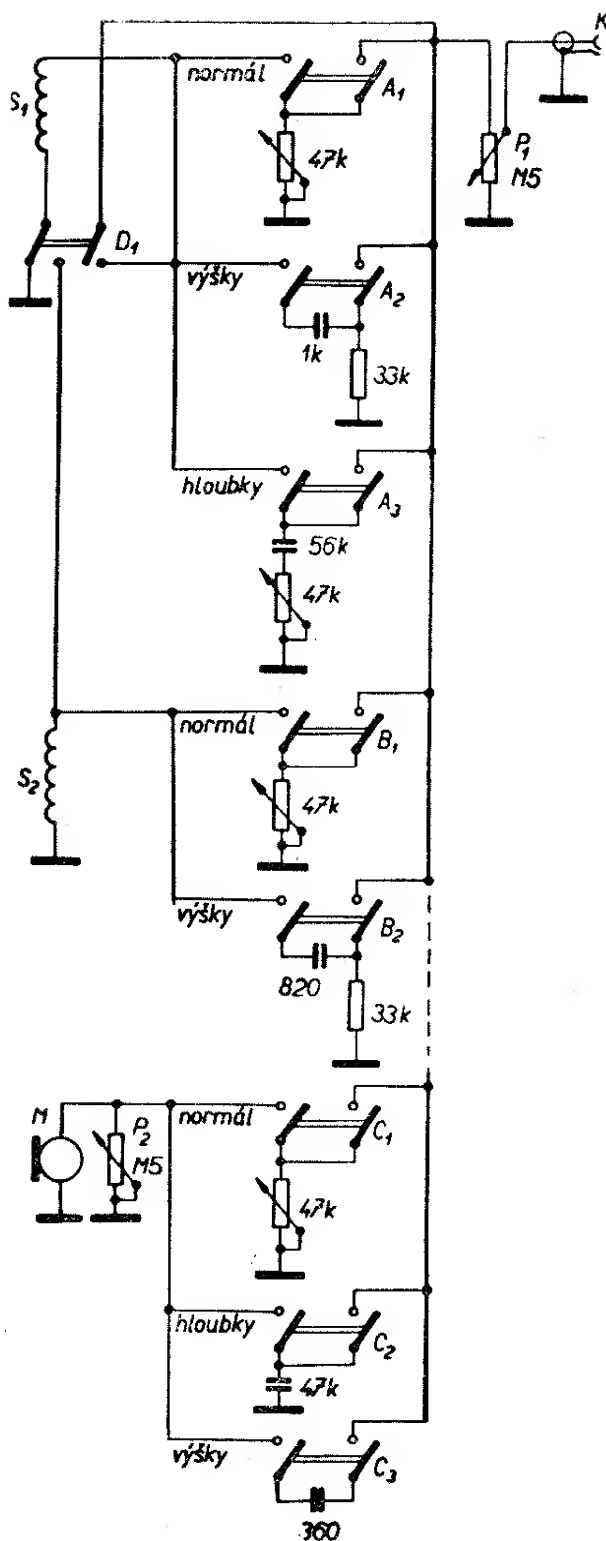 K
normál
A₁
S₁
47k
P₁
M5
D₁
výšky
A₂
1k
33k
hloubky
A₃
56k
47k
normál
B₁
S₂
47k
výšky
B₂
820
33k
M
P₂
M5
normál
C₁
47k
hloubky
C₂
47k
výšky
C₃
360